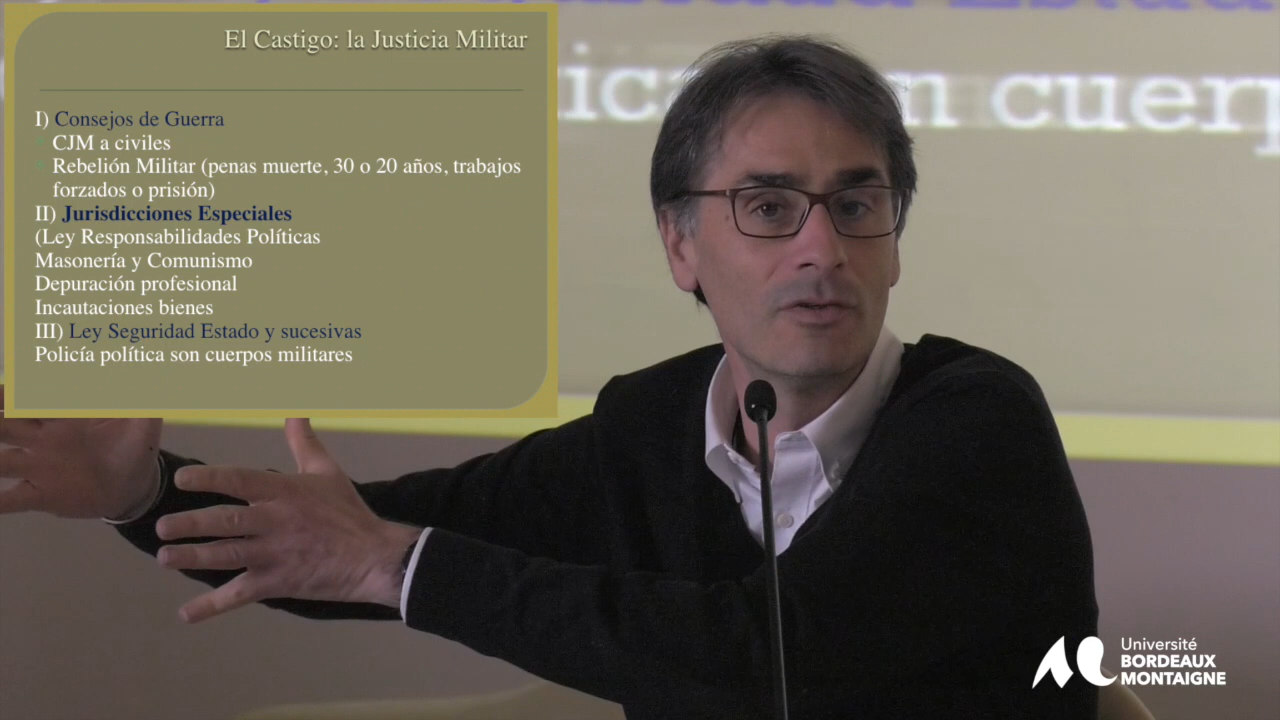 El Castigo: la Justicia Militar
I) Consejos de Guerra
CJM a civiles
Rebelión Militar (penas muerte, 30 o 20 años, trabajos
forzados o prisión)
II) Jurisdicciones Especiales
(Ley Responsabilidades Políticas
Masonería y Comunismo
Depuración profesional
Incautaciones bienes
III) Ley Seguridad Estado y sucesivas
Policía política son cuerpos militares
Université
BORDEAUX
MONTAIGNE